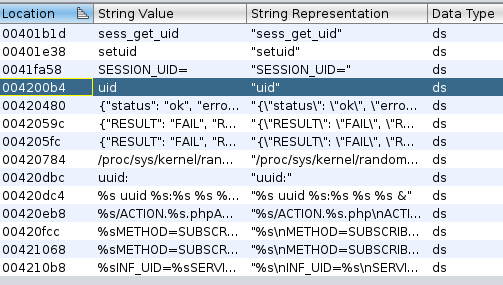 Location String Value String Representation Data Type
00401b1d sess_get_uid "sess_get_uid" ds
00401e38 setuid "setuid" ds
0041fa58 SESSION_UID= "SESSION_UID=" ds
004200b4 uid "uid" ds
00420480 {"status": "ok", "erro... "{\"status\": \"ok\", \"erro... ds
0042059c {"RESULT": "FAIL", "R... "{\"RESULT\": \"FAIL\", \"R... ds
004205fc {"RESULT": "FAIL", "R... "{\"RESULT\": \"FAIL\", \"R... ds
00420784 /proc/sys/kernel/ran... "/proc/sys/kernel/random... ds
00420dbc uuid: "uuid:" ds
00420dc4 %s uuid %s:%s %s %... "%s uuid %s:%s %s %s &" ds
00420eb8 %s/ACTION.%s.phpA... "%s/ACTION.%s.php\nACTI... ds
00420fcc %sMETHOD=SUBSCR... "%s\nMETHOD=SUBSCRIB... ds
00421068 %sMETHOD=SUBSCR... "%s\nMETHOD=SUBSCRIB... ds
004210b8 %sINF_UID=%sSERVI... "%s\nINF_UID=%s\nSERVI... ds